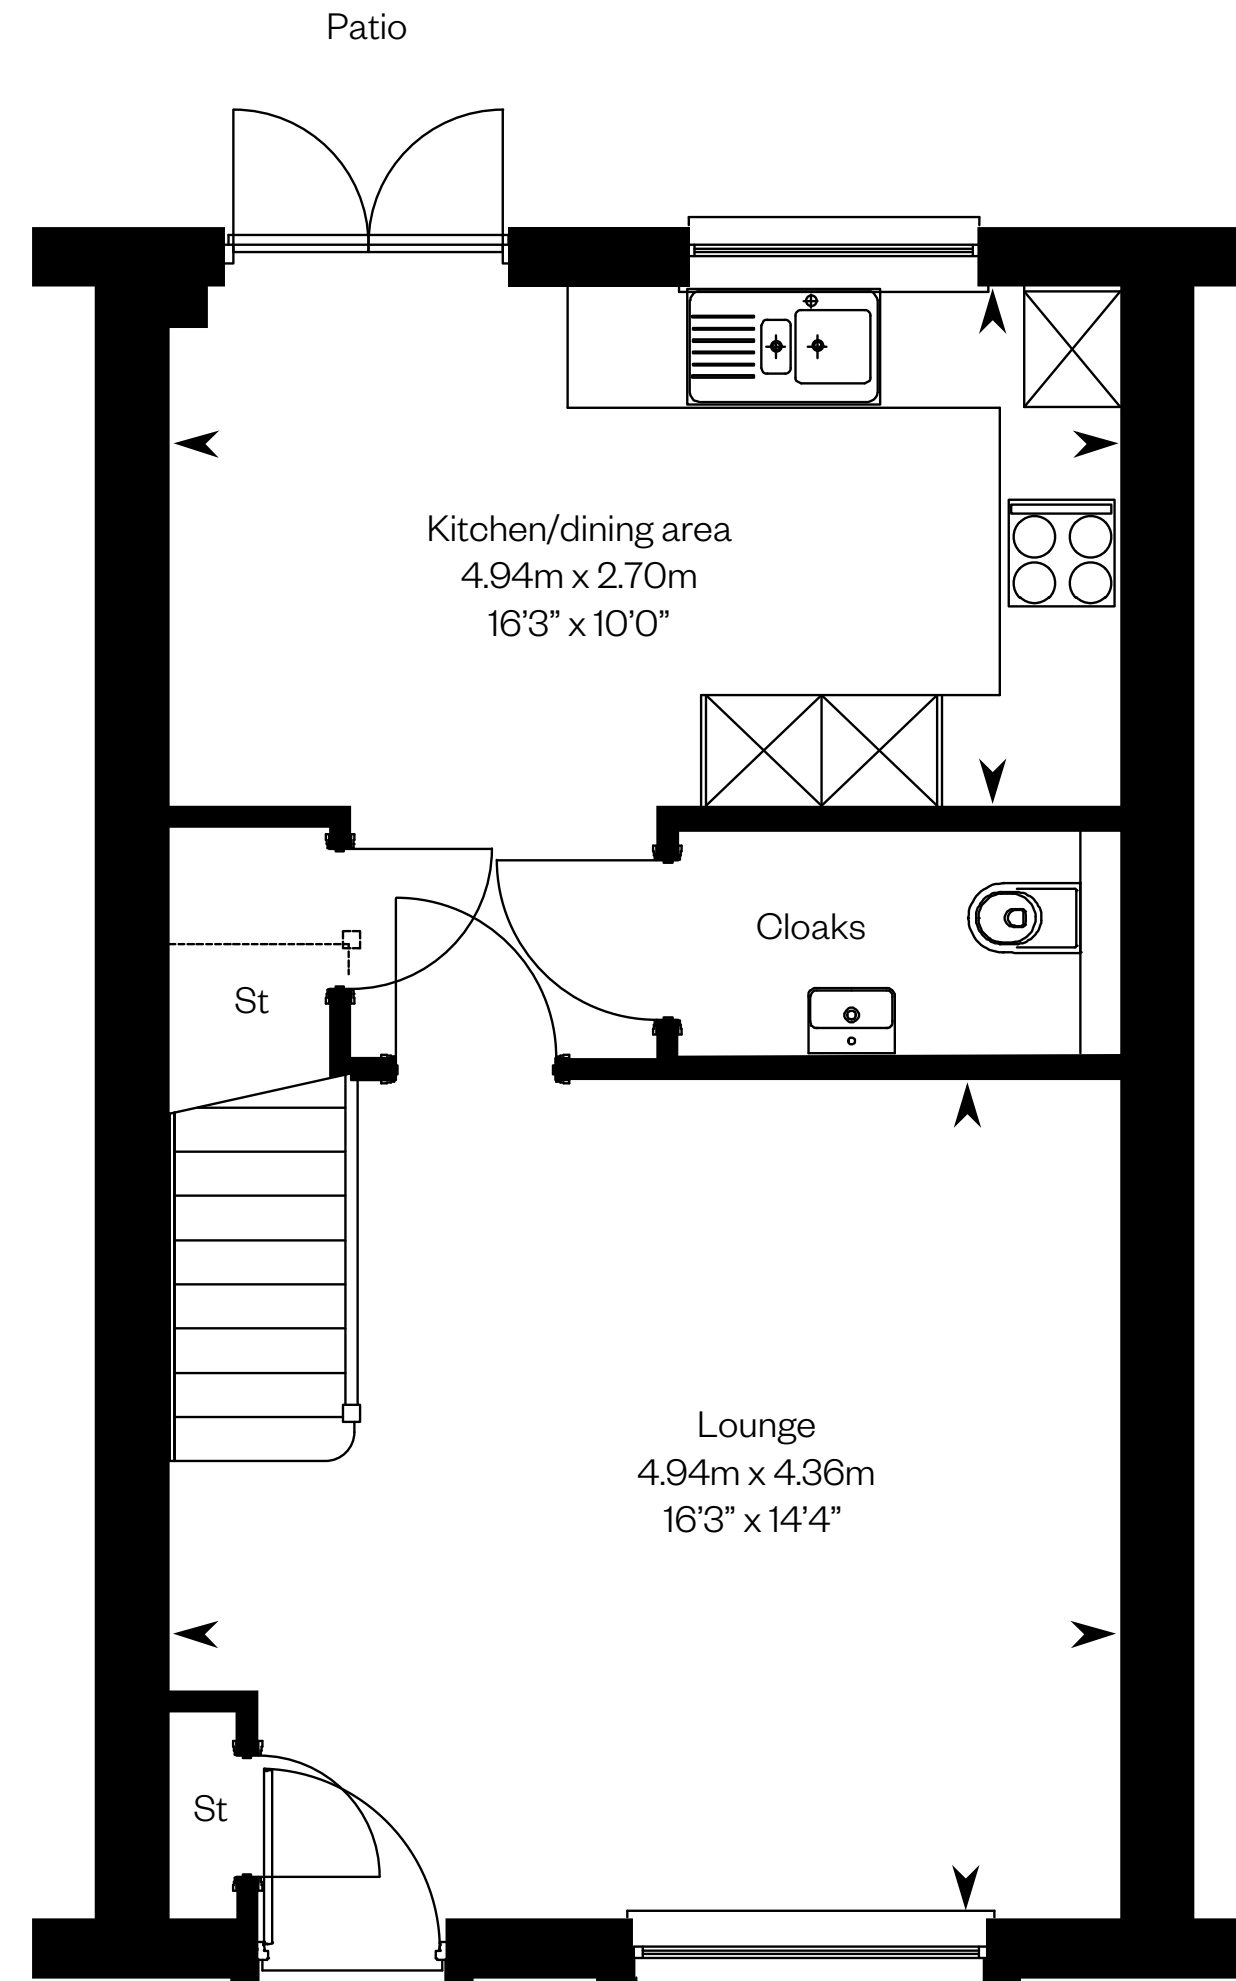 Patio
Kitchen/dining area
4.94m x 2.70m
16’3” x 10’0”
Cloaks
St
Lounge
4.94m x 4.36m
16’3” x 14’4”
St